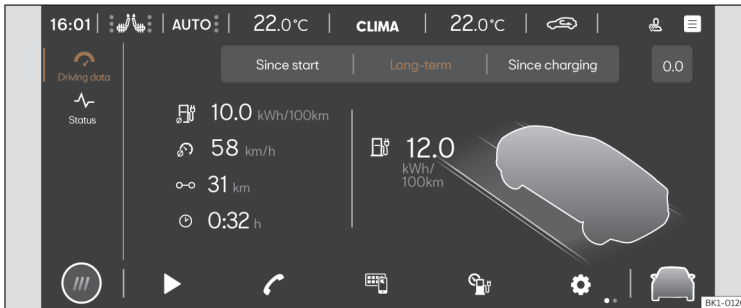 16:01 AUTO 22.0°C CLIMA 22.0°C
Driving data Since start Long-term Since charging 0.0
Status
10.0 kWh/100km
58 km/h
31 km
0:32 h
12.0
kWh/
100km
BK1-0120